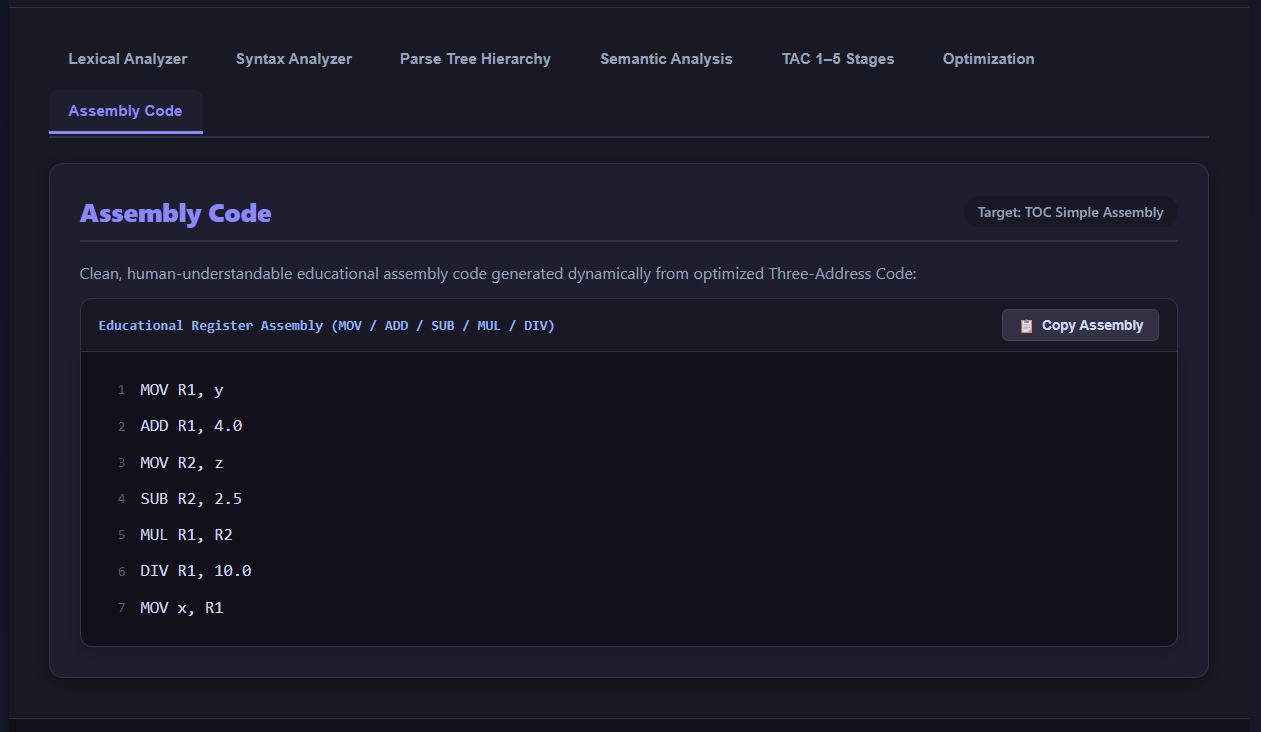 Lexical Analyzer Syntax Analyzer Parse Tree Hierarchy Semantic Analysis TAC 1–5 Stages Optimization
Assembly Code
Assembly Code
Target: TOC Simple Assembly
Clean, human-understandable educational assembly code generated dynamically from optimized Three-Address Code:
Educational Register Assembly (MOV / ADD / SUB / MUL / DIV)
📋 Copy Assembly
1 MOV R1, y
2 ADD R1, 4.0
3 MOV R2, z
4 SUB R2, 2.5
5 MUL R1, R2
6 DIV R1, 10.0
7 MOV x, R1